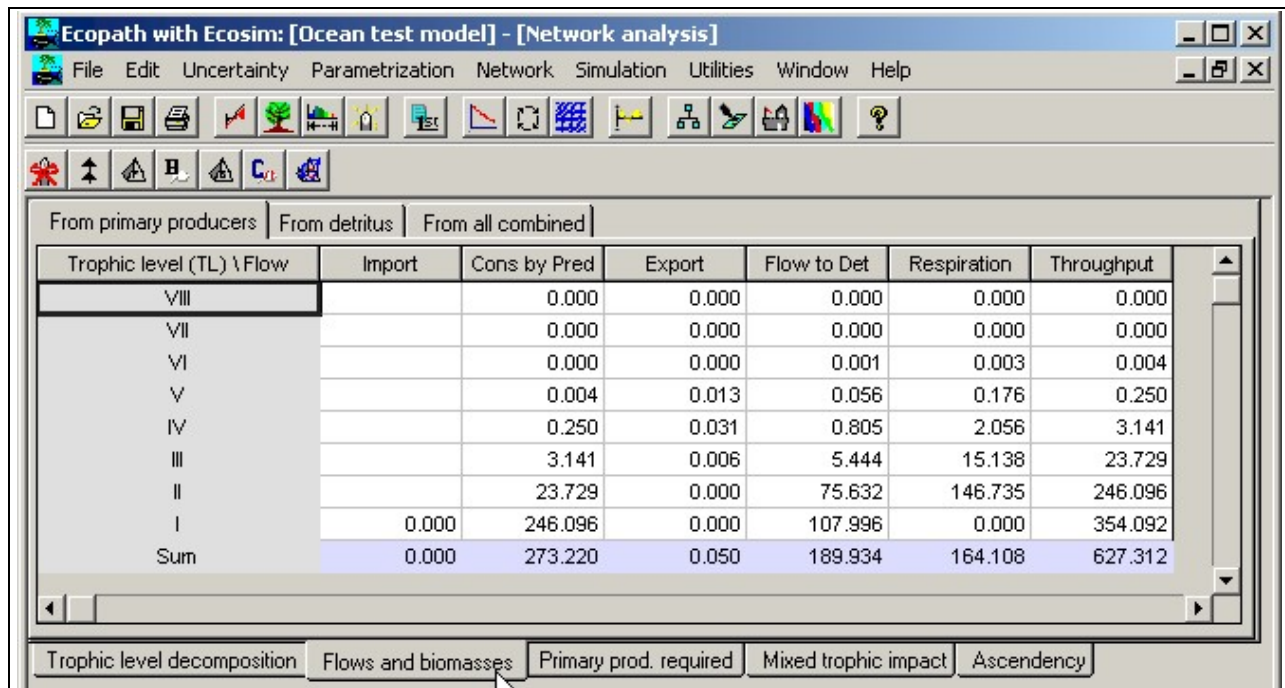 Ecopath with Ecosim: [Ocean test model] - [Network analysis]
File Edit Uncertainty Parametrization Network Simulation Utilities Window Help
From primary producers From detritus From all combined
Trophic level (TL) \ Flow Import Cons by Pred Export Flow to Det Respiration Throughput
VIII 0.000 0.000 0.000 0.000 0.000
VII 0.000 0.000 0.000 0.000 0.000
VI 0.000 0.000 0.001 0.003 0.004
V 0.004 0.013 0.056 0.176 0.250
IV 0.250 0.031 0.805 2.056 3.141
III 3.141 0.006 5.444 15.138 23.729
II 23.729 0.000 75.632 146.735 246.096
I 0.000 246.096 0.000 107.996 0.000 354.092
Sum 0.000 273.220 0.050 189.934 164.108 627.312
Trophic level decomposition Flows and biomasses Primary prod. required Mixed trophic impact Ascendency